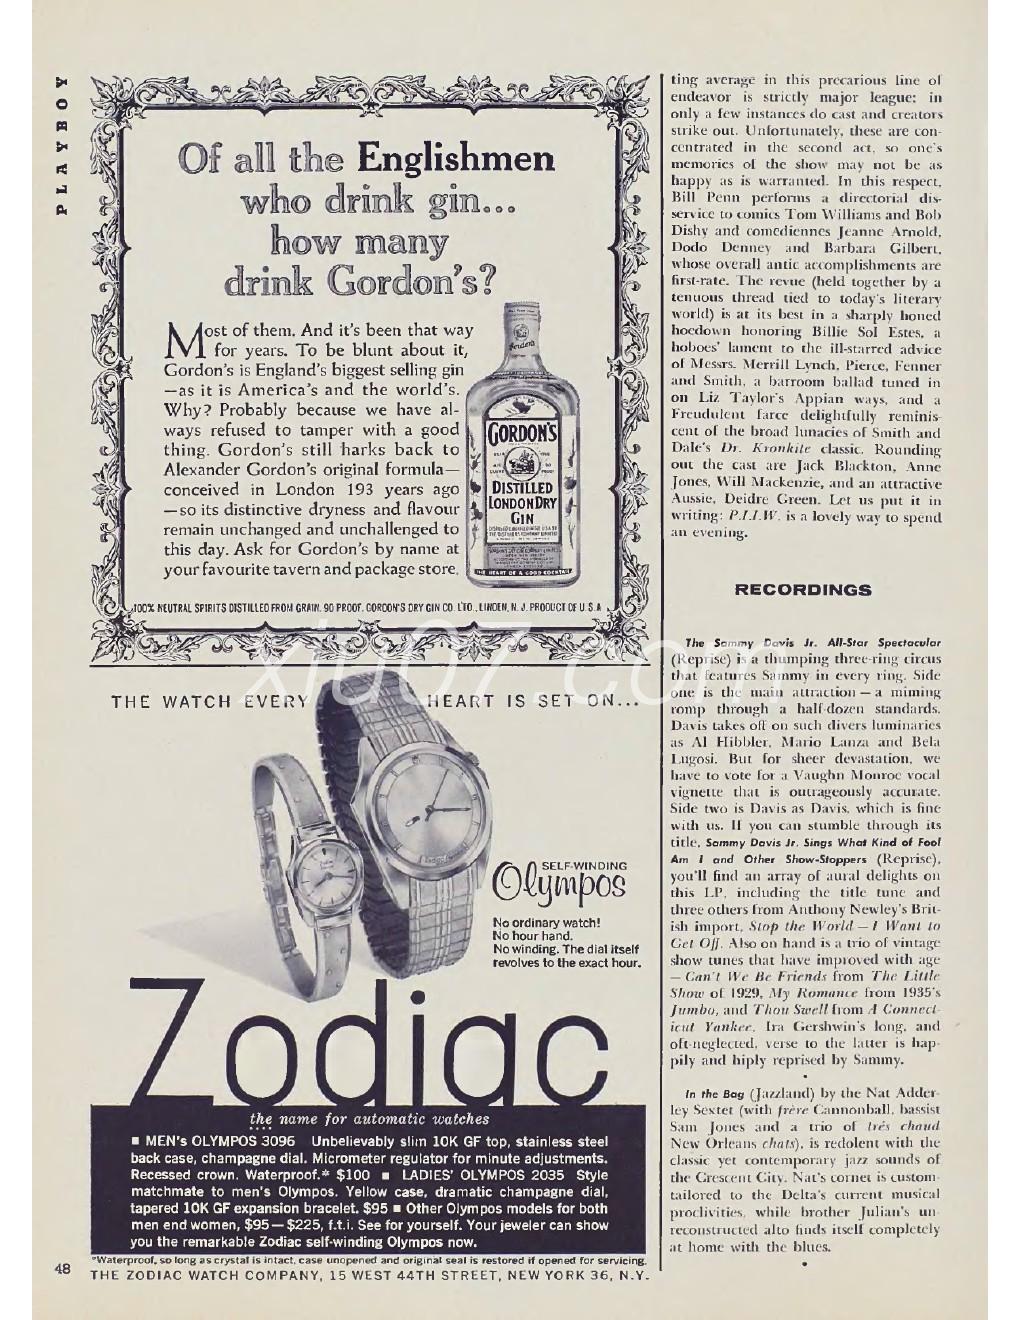 PLAYBOY
Of all the Englishmen
who drink gin...
how many
drink Gordon's?
Most of them. And it's been that way
for years. To be blunt about it,
Gordon's is England's biggest selling gin
—as it is America's and the world's.
Why? Probably because we have al-
ways refused to tamper with a good
thing. Gordon's still harks back to
Alexander Gordon's original formula—
conceived in London 193 years ago
—so its distinctive dryness and flavour
remain unchanged and unchallenged to
this day. Ask for Gordon's by name at
your favourite tavern and package store.
Gordon's
GORDON'S
DISTILLED
LONDON DRY
GIN
THE HEART OF A GOOD COCKTAIL
100% NEUTRAL SPIRITS DISTILLED FROM GRAIN. 90 PROOF. GORDON'S DRY GIN CO. LTD., LINDEN, N. J. PRODUCT OF U.S.A.
xiu07.com
THE WATCH EVERY HEART IS SET ON...
SELF-WINDING
Olympos
No ordinary watch!
No hour hand.
No winding. The dial itself
revolves to the exact hour.
Zodiac
the name for automatic watches
■ MEN's OLYMPOS 3096 Unbelievably slim 10K GF top, stainless steel
back case, champagne dial. Micrometer regulator for minute adjustments.
Recessed crown. Waterproof.* $100 ■ LADIES' OLYMPOS 2035 Style
matchmate to men's Olympos. Yellow case, dramatic champagne dial,
tapered 10K GF expansion bracelet. $95 ■ Other Olympos models for both
men end women, $95—$225, f.t.i. See for yourself. Your jeweler can show
you the remarkable Zodiac self-winding Olympos now.
*Waterproof, so long as crystal is intact, case unopened and original seal is restored if opened for servicing.
THE ZODIAC WATCH COMPANY, 15 WEST 44TH STREET, NEW YORK 36, N.Y.
48
ting average in this precarious line of
endeavor is strictly major league; in
only a few instances do cast and creators
strike out. Unfortunately, these are con-
centrated in the second act, so one's
memories of the show may not be as
happy as is warranted. In this respect,
Bill Penn performs a directorial dis-
service to comics Tom Williams and Bob
Dishy and comediennes Jeanne Arnold,
Dodo Denney and Barbara Gilbert,
whose overall antic accomplishments are
first-rate. The revue (held together by a
tenuous thread tied to today's literary
world) is at its best in a sharply honed
hoedown honoring Billie Sol Estes, a
hoboes' lament to the ill-starred advice
of Messrs. Merrill Lynch, Pierce, Fenner
and Smith, a barroom ballad tuned in
on Liz Taylor's Appian ways, and a
Freudulent farce delightfully reminis-
cent of the broad lunacies of Smith and
Dale's Dr. Kronkite classic. Rounding
out the cast are Jack Blackton, Anne
Jones, Will Mackenzie, and an attractive
Aussie, Deidre Green. Let us put it in
writing: P.I.I.W. is a lovely way to spend
an evening.
RECORDINGS
The Sammy Davis Jr. All-Star Spectacular
(Reprise) is a thumping three-ring circus
that features Sammy in every ring. Side
one is the main attraction — a miming
romp through a half-dozen standards.
Davis takes off on such divers luminaries
as Al Hibbler, Mario Lanza and Bela
Lugosi. But for sheer devastation, we
have to vote for a Vaughn Monroe vocal
vignette that is outrageously accurate.
Side two is Davis as Davis, which is fine
with us. If you can stumble through its
title, Sammy Davis Jr. Sings What Kind of Fool
Am I and Other Show-Stoppers (Reprise),
you'll find an array of aural delights on
this LP, including the title tune and
three others from Anthony Newley's Brit-
ish import, Stop the World — I Want to
Get Off. Also on hand is a trio of vintage
show tunes that have improved with age
— Can't We Be Friends from The Little
Show of 1929, My Romance from 1935's
Jumbo, and Thou Swell from A Connect-
icut Yankee. Ira Gershwin's long, and
oft-neglected, verse to the latter is hap-
pily and hiply reprised by Sammy.
•
In the Bag (Jazzland) by the Nat Adder-
ley Sextet (with frère Cannonball, bassist
Sam Jones and a trio of très chaud
New Orleans chats), is redolent with the
classic yet contemporary jazz sounds of
the Crescent City. Nat's cornet is custom-
tailored to the Delta's current musical
proclivities, while brother Julian's un-
reconstructed alto finds itself completely
at home with the blues.
•